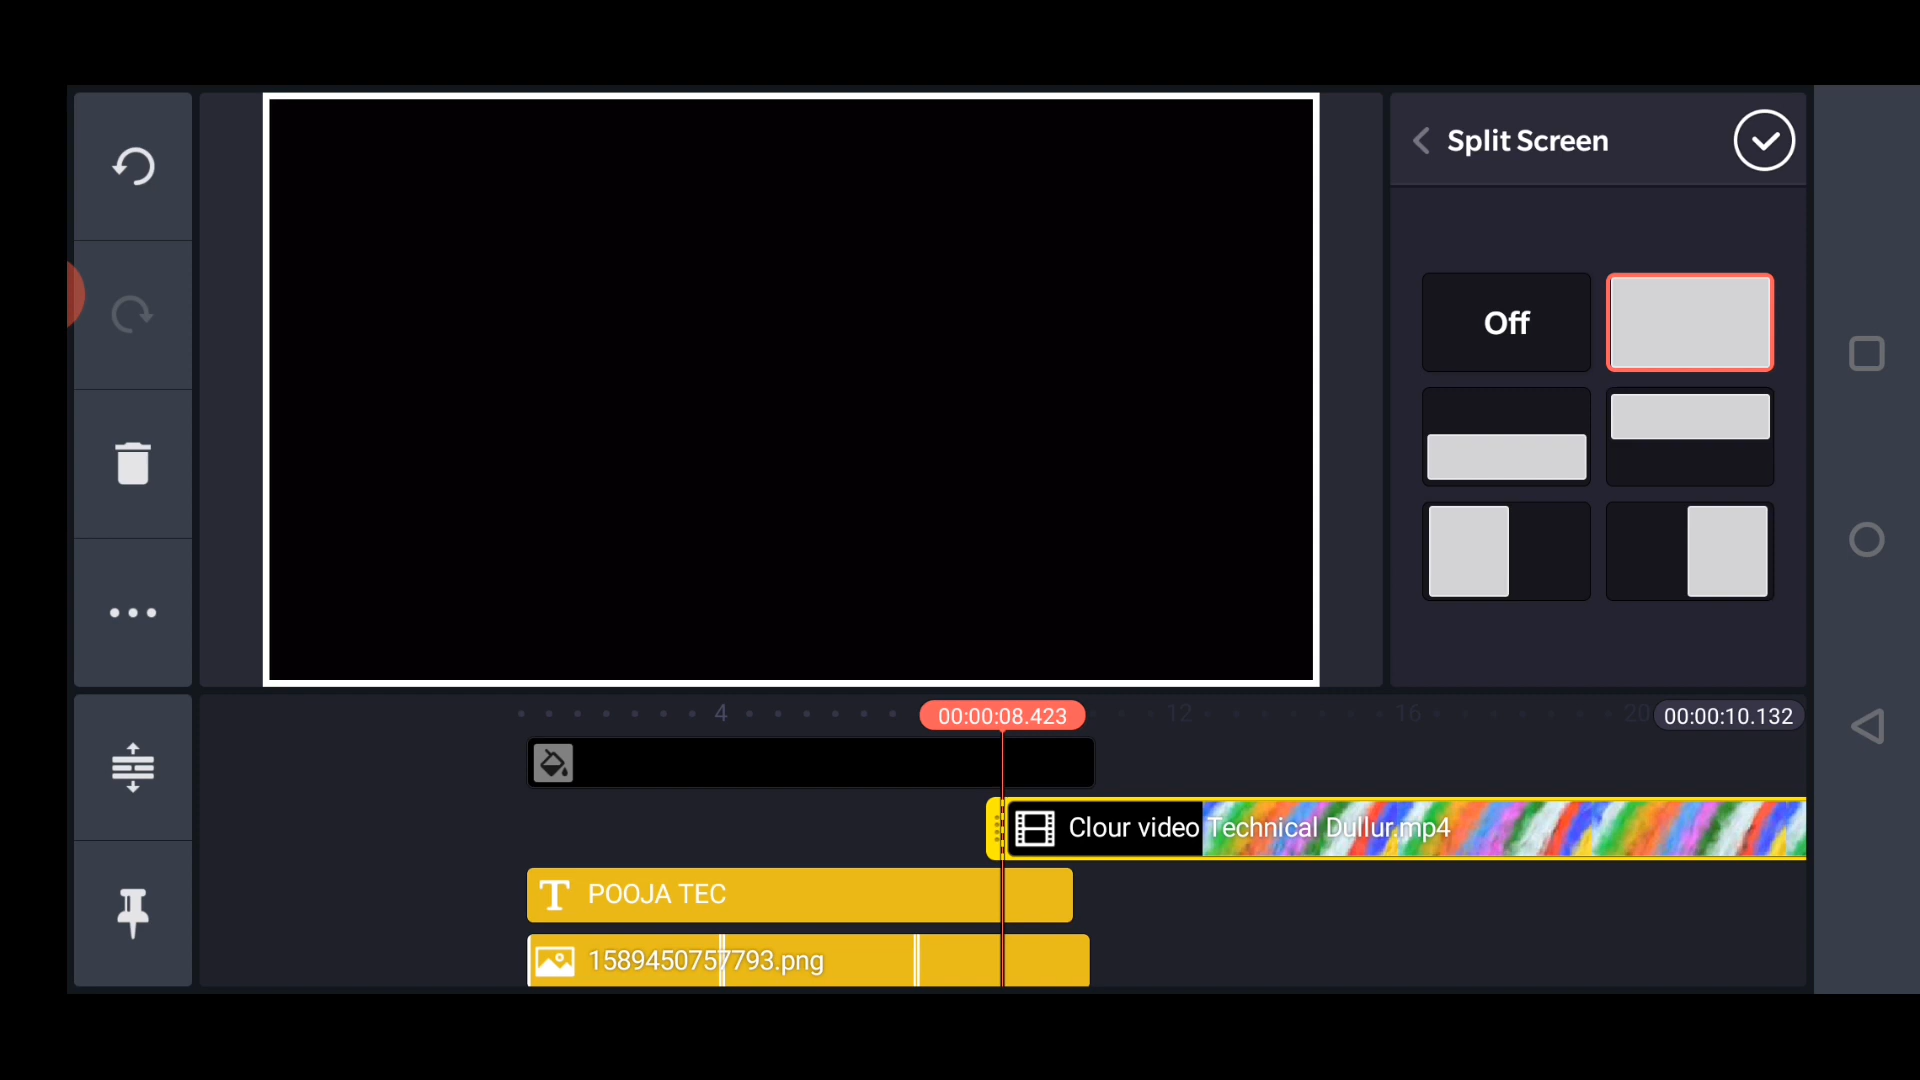 Split Screen
Off
4
00:00:08.423
12
16
20
00:00:10.132
Clour video Technical Dullur.mp4
POOJA TEC
1589450757793.png